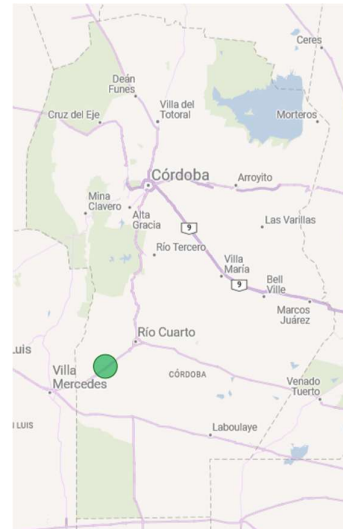 Ceres
Deán
Funes
Villa del
Totoral
Cruz del Eje
Morteros
Córdoba
Arroyito
Mina
Clavero
Alta
Gracia
Las Varillas
9
Río Tercero
Villa
María
Bell
Ville
9
Marcos
Juárez
Río Cuarto
uis
Villa
Mercedes
CÓRDOBA
Venado
Tuerto
N LUIS
Laboulaye